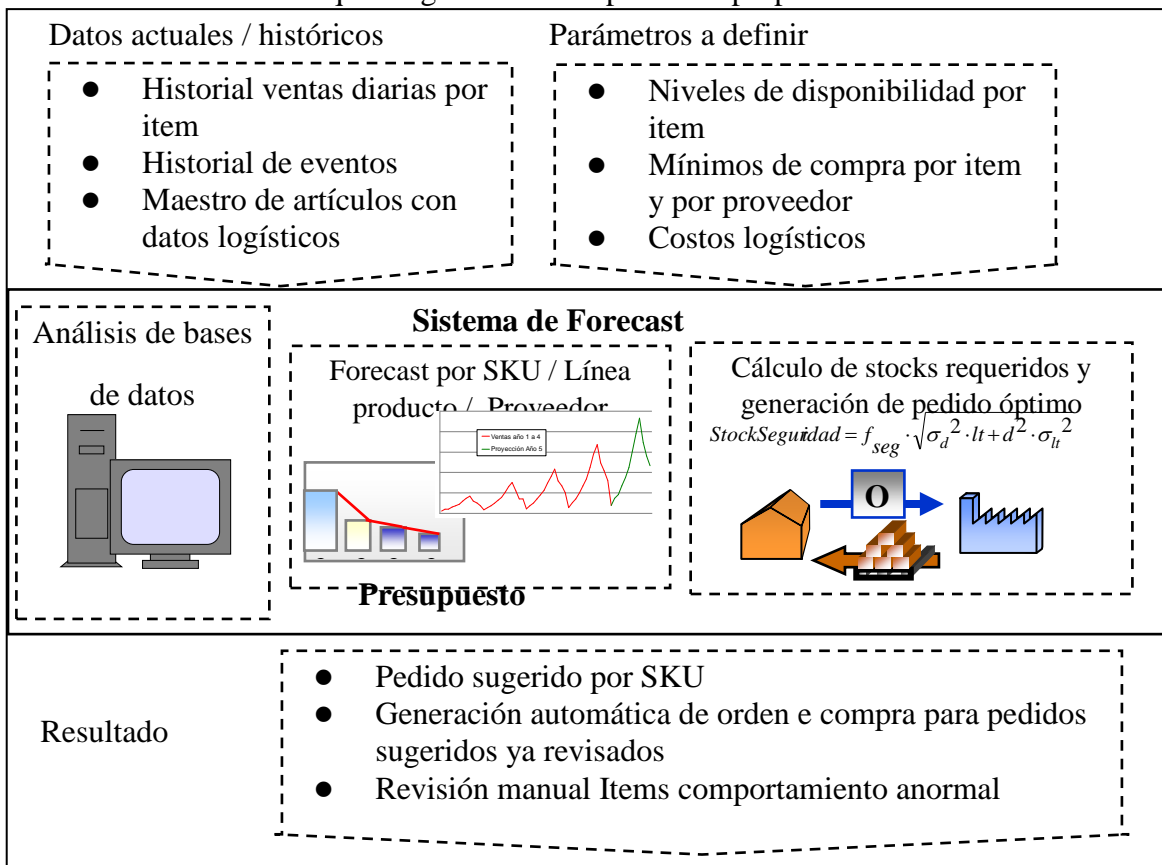 Datos actuales / históricos
● Historial ventas diarias por
item
● Historial de eventos
● Maestro de artículos con
datos logísticos
Parámetros a definir
● Niveles de disponibilidad por
item
● Mínimos de compra por item
y por proveedor
● Costos logísticos
Análisis de bases
de datos
Sistema de Forecast
Forecast por SKU / Línea
producto / Proveedor
Ventas año 1 a 4
Proyección Año 5
Presupuesto
Cálculo de stocks requeridos y
generación de pedido óptimo
StockSeguridad = f_seg · √(σ_d² · lt + d² · σ_lt²)
O
Resultado
● Pedido sugerido por SKU
● Generación automática de orden e compra para pedidos
sugeridos ya revisados
● Revisión manual Items comportamiento anormal